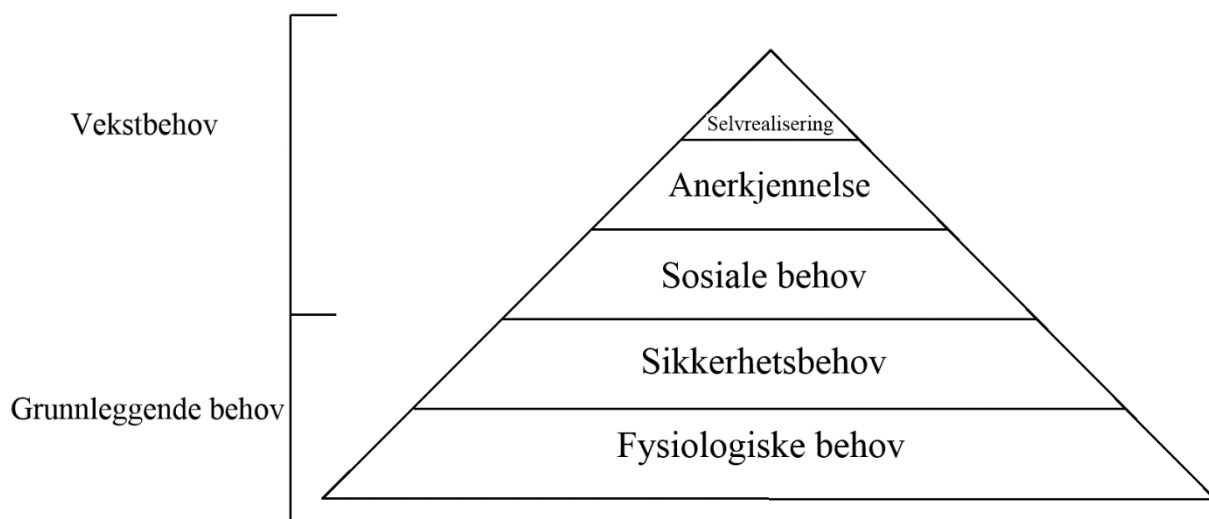 Vekstbehov
Selvrealisering
Anerkjennelse
Sosiale behov
Sikkerhetsbehov
Grunnleggende behov
Fysiologiske behov